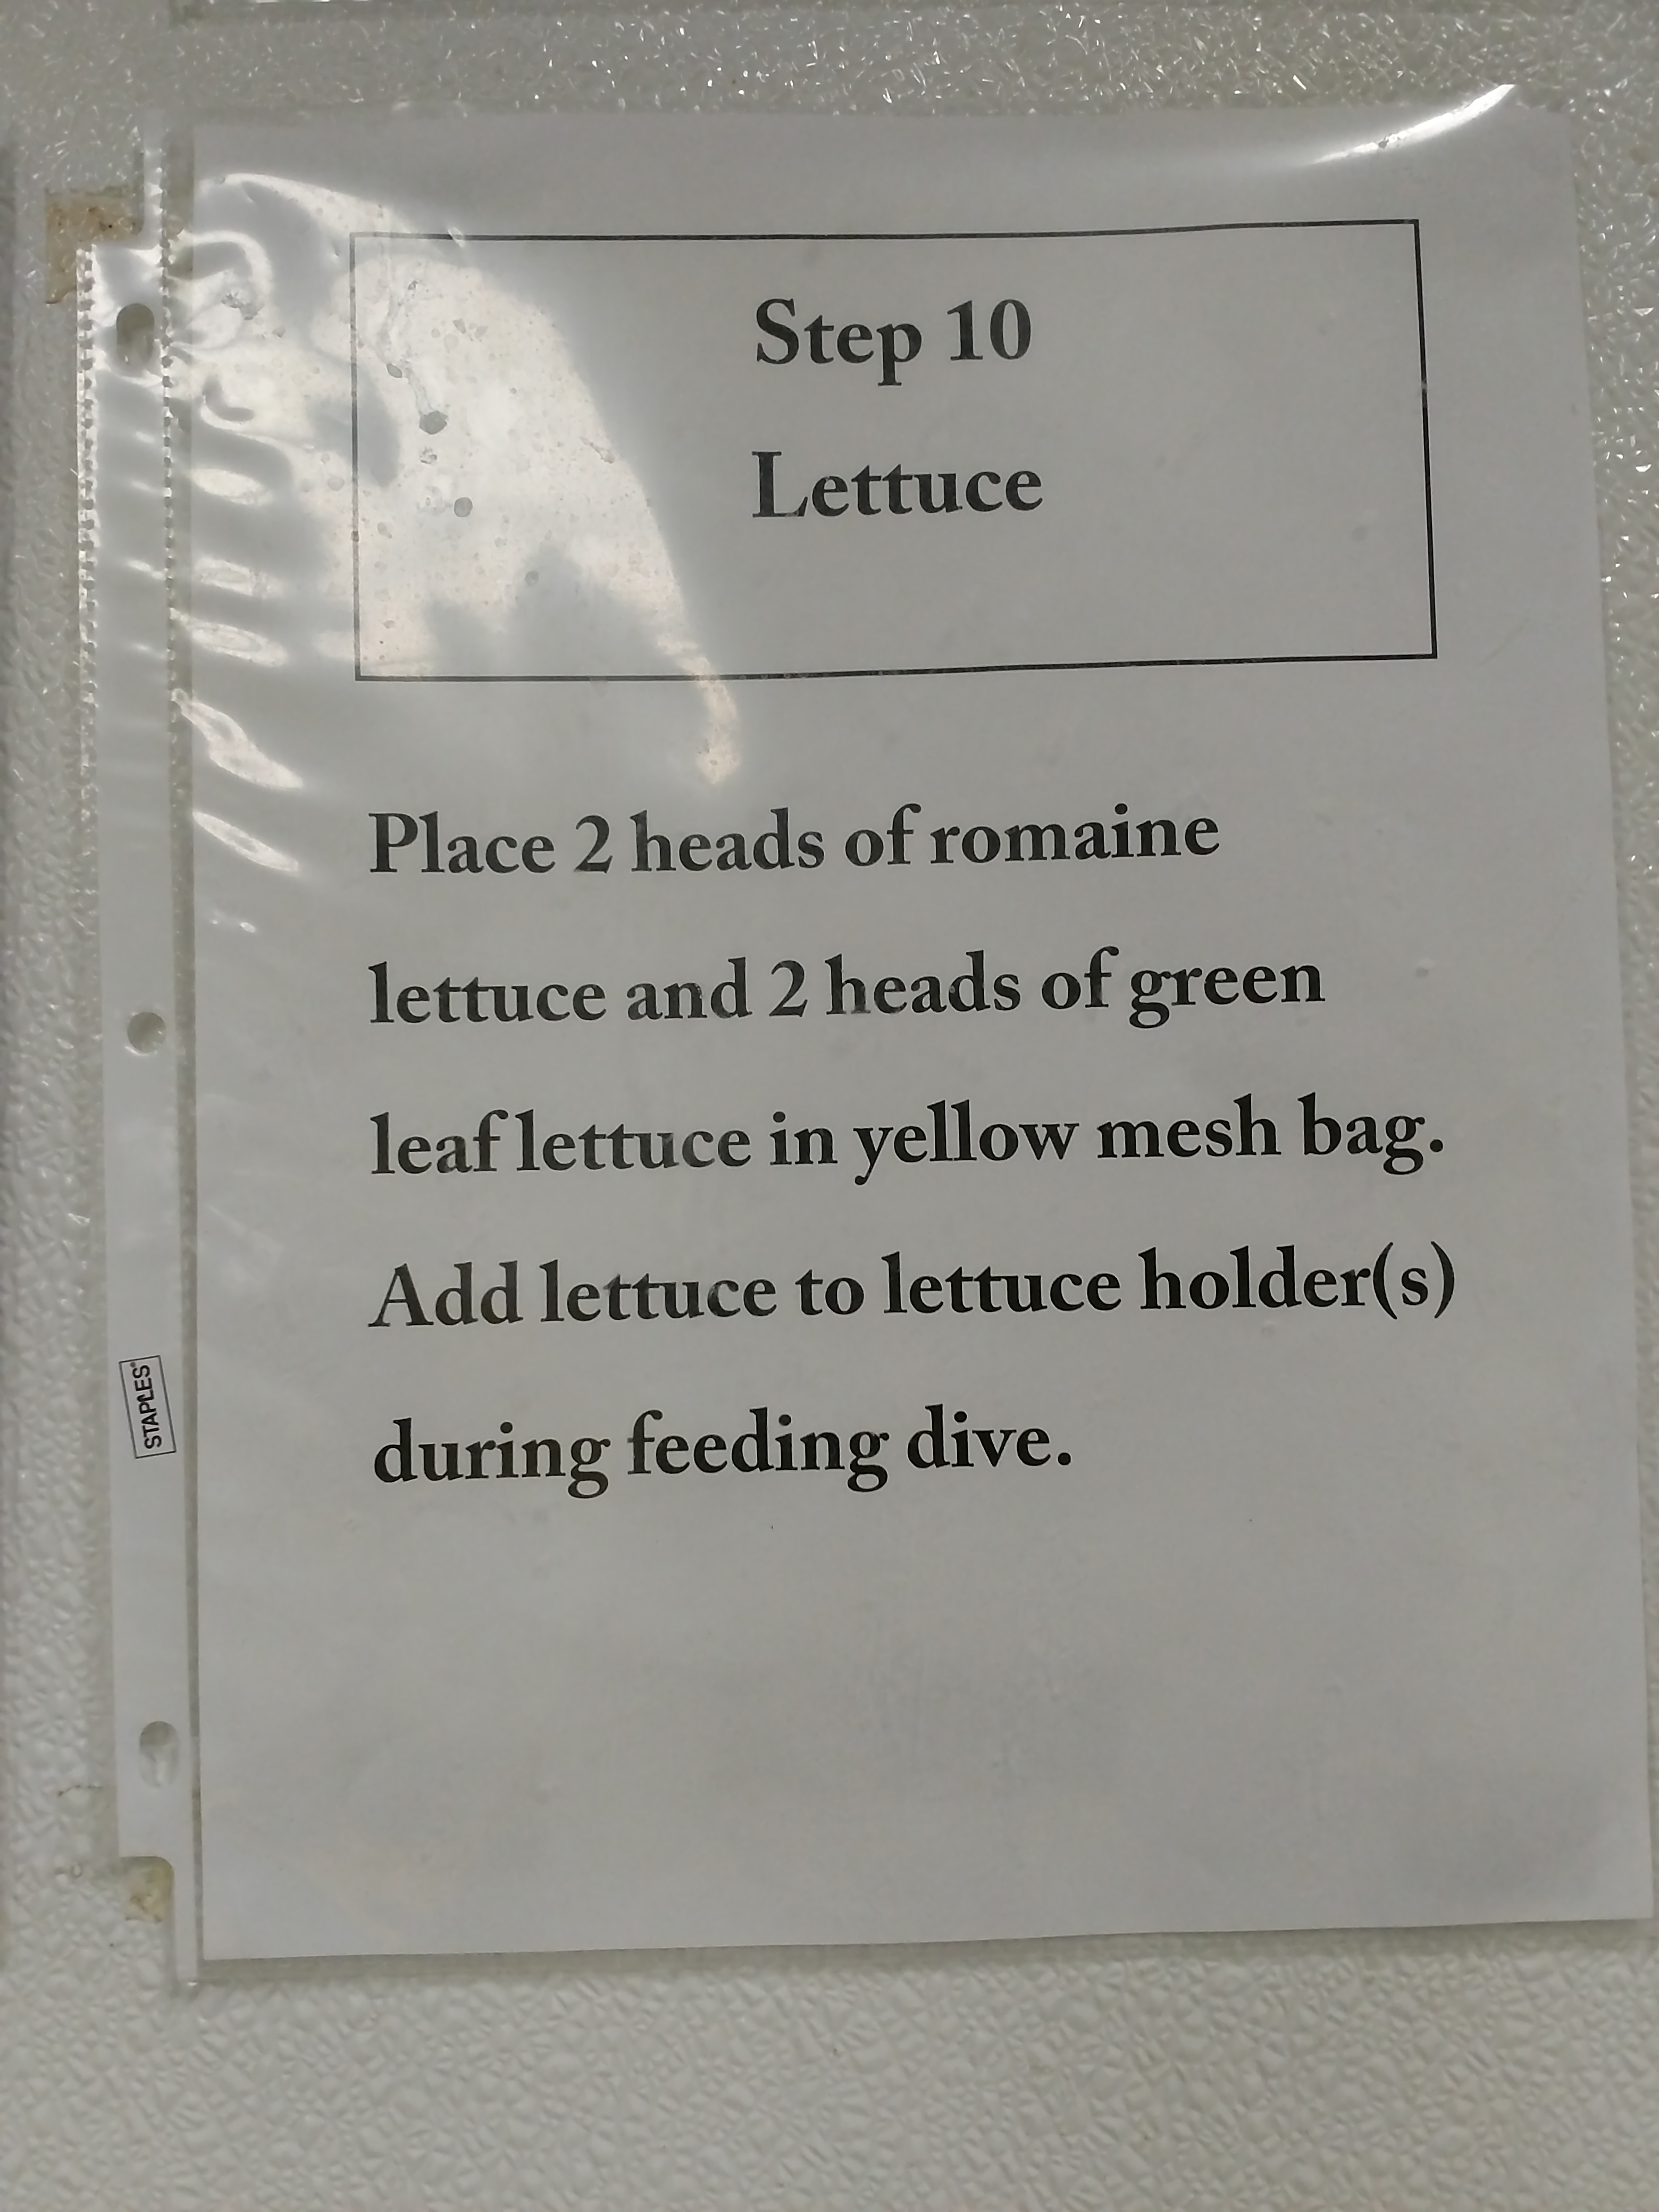 Step 10
Lettuce
Place 2 heads of romaine
lettuce and 2 heads of green
leaf lettuce in yellow mesh bag.
Add lettuce to lettuce holder(s)
during feeding dive.
STAPLES